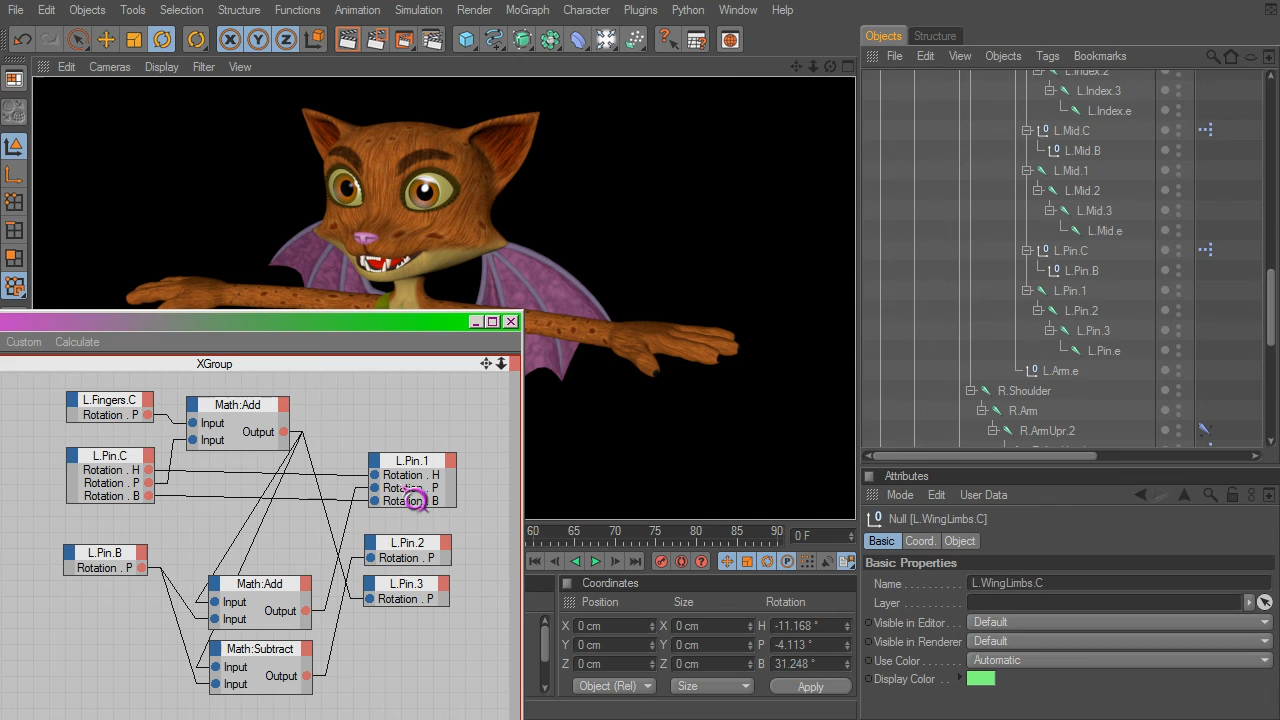 File Edit Objects Tools Selection Structure Functions Animation Simulation Render MoGraph Character Plugins Python Window Help
Edit Cameras Display Filter View
Objects Structure
File Edit View Objects Tags Bookmarks
L.Index.2
L.Index.3
L.Index.e
L.Mid.C
L.Mid.B
L.Mid.1
L.Mid.2
L.Mid.3
L.Mid.e
L.Pin.C
L.Pin.B
L.Pin.1
L.Pin.2
L.Pin.3
L.Pin.e
L.Arm.e
R.Shoulder
R.Arm
R.ArmUpr.2
Custom Calculate
XGroup
L.Fingers.C
Rotation . P
Math:Add
Input
Input
Output
L.Pin.C
Rotation . H
Rotation . P
Rotation . B
L.Pin.1
Rotation . H
Rotation . P
Rotation . B
L.Pin.B
Rotation . P
L.Pin.2
Rotation . P
Math:Add
Input
Input
Output
L.Pin.3
Rotation . P
Math:Subtract
Input
Input
Output
60 65 70 75 80 85 90 0 F
Coordinates
Position Size Rotation
X 0 cm X 0 cm H -11.168 °
Y 0 cm Y 0 cm P -4.113 °
Z 0 cm Z 0 cm B 31.248 °
Object (Rel) Size Apply
Attributes
Mode Edit User Data
Null [L.WingLimbs.C]
Basic Coord. Object
Basic Properties
Name L.WingLimbs.C
Layer
Visible in Editor Default
Visible in Renderer Default
Use Color Automatic
Display Color